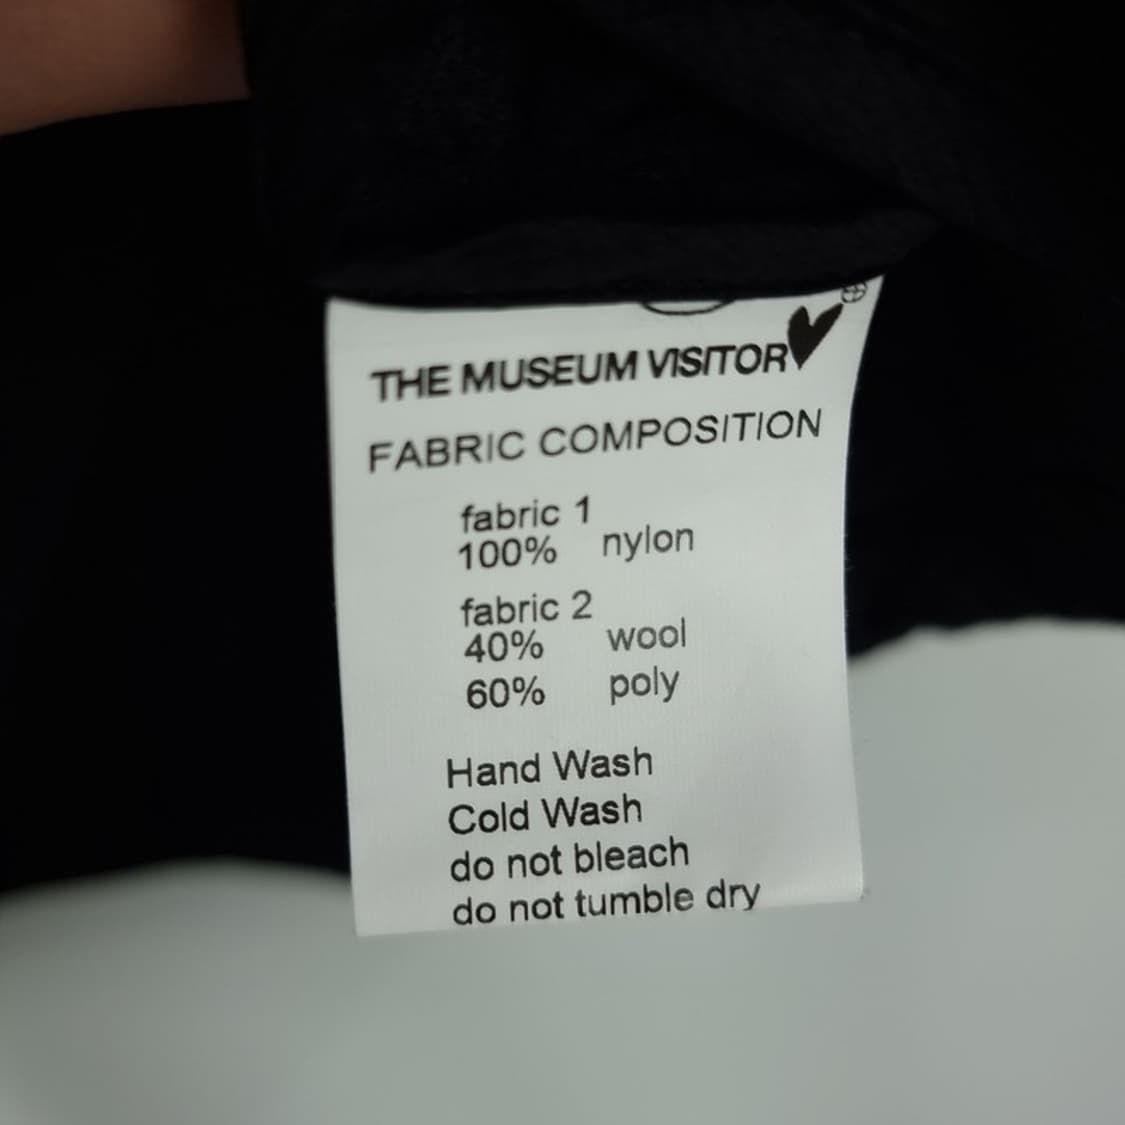 THE MUSEUM VISITOR
FABRIC COMPOSITION
fabric 1
100% nylon
fabric 2
40% wool
60% poly
Hand Wash
Cold Wash
do not bleach
do not tumble dry